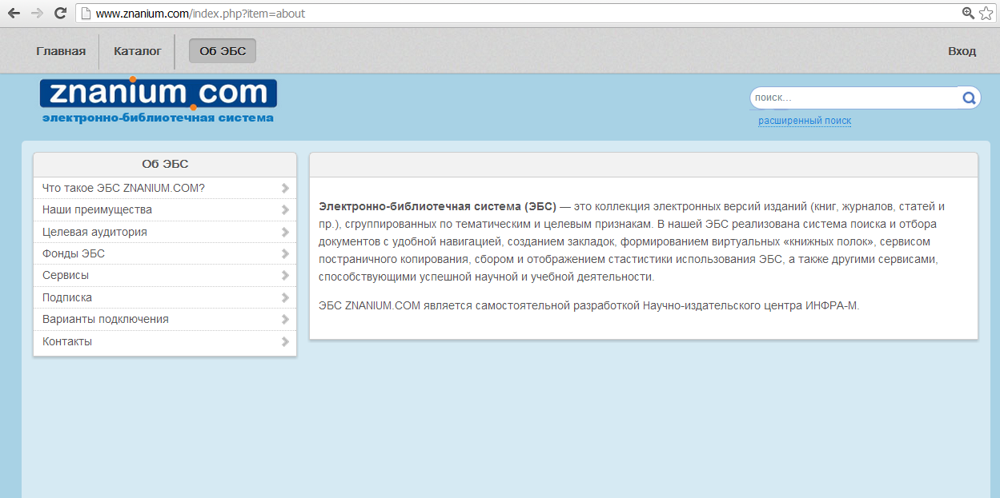 www.znanium.com/index.php?item=about
Главная Каталог Об ЭБС Вход
znanium.com
электронно-библиотечная система
поиск...
расширенный поиск
Об ЭБС
Что такое ЭБС ZNANIUM.COM?
Наши преимущества
Целевая аудитория
Фонды ЭБС
Сервисы
Подписка
Варианты подключения
Контакты
Электронно-библиотечная система (ЭБС) — это коллекция электронных версий изданий (книг, журналов, статей и
пр.), сгруппированных по тематическим и целевым признакам. В нашей ЭБС реализована система поиска и отбора
документов с удобной навигацией, созданием закладок, формированием виртуальных «книжных полок», сервисом
постраничного копирования, сбором и отображением стастистики использования ЭБС, а также другими сервисами,
способствующими успешной научной и учебной деятельности.
ЭБС ZNANIUM.COM является самостоятельной разработкой Научно-издательского центра ИНФРА-М.